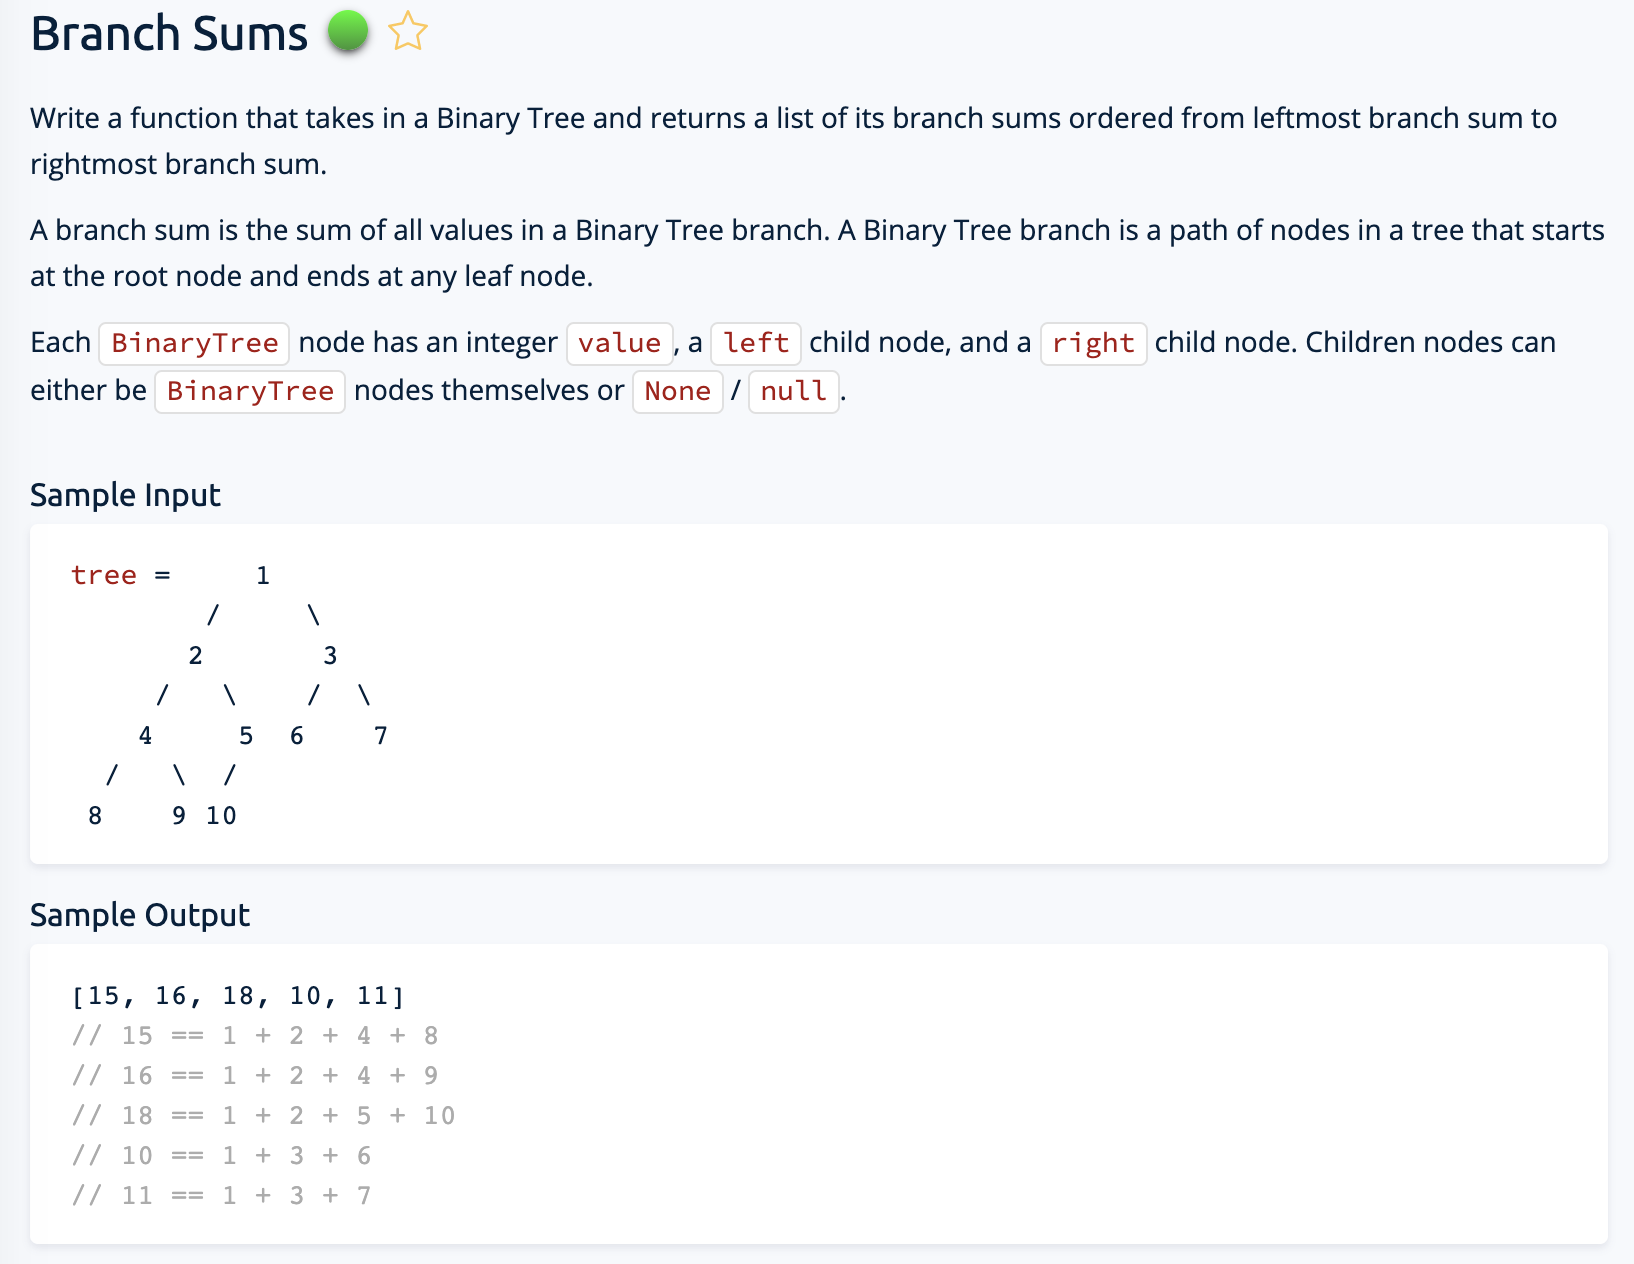 Branch Sums
Write a function that takes in a Binary Tree and returns a list of its branch sums ordered from leftmost branch sum to
rightmost branch sum.
A branch sum is the sum of all values in a Binary Tree branch. A Binary Tree branch is a path of nodes in a tree that starts
at the root node and ends at any leaf node.
Each BinaryTree node has an integer value, a left child node, and a right child node. Children nodes can
either be BinaryTree nodes themselves or None / null.
Sample Input
tree =     1
        /     \
       2       3
     /   \    /  \
    4     5  6    7
  /   \  /
 8    9 10
Sample Output
[15, 16, 18, 10, 11]
// 15 == 1 + 2 + 4 + 8
// 16 == 1 + 2 + 4 + 9
// 18 == 1 + 2 + 5 + 10
// 10 == 1 + 3 + 6
// 11 == 1 + 3 + 7